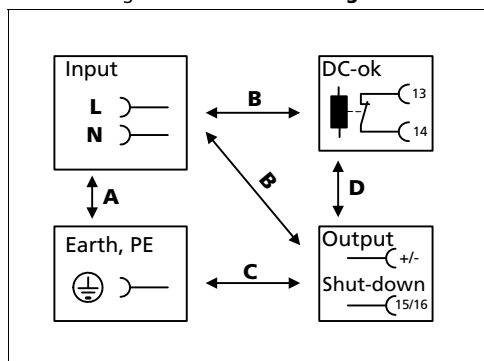 Input
L
N
DC-ok
13
14
B
B
A
D
Earth, PE
C
Output
+/-
Shut-down
15/16